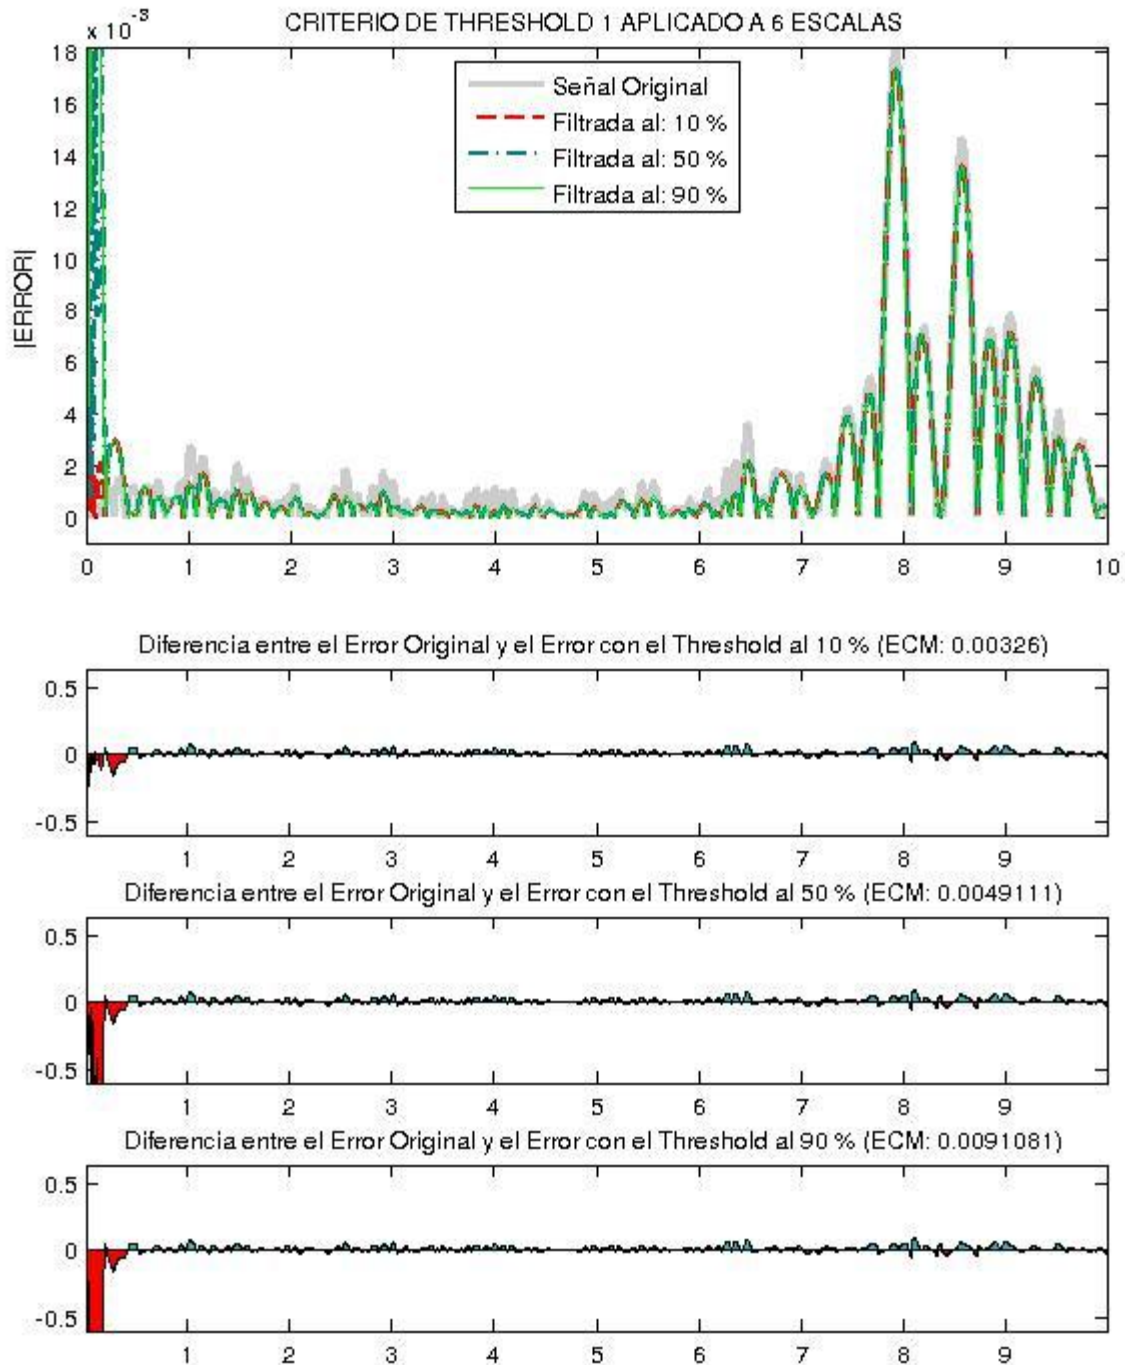 CRITERIO DE THRESHOLD 1 APLICADO A 6 ESCALAS
x 10^-3
18
16
14
12
10
8
6
4
2
0
|ERROR|
Señal Original
Filtrada al: 10 %
Filtrada al: 50 %
Filtrada al: 90 %
0 1 2 3 4 5 6 7 8 9 10
Diferencia entre el Error Original y el Error con el Threshold al 10 % (ECM: 0.00326)
0.5
0
-0.5
1 2 3 4 5 6 7 8 9
Diferencia entre el Error Original y el Error con el Threshold al 50 % (ECM: 0.0049111)
0.5
0
-0.5
1 2 3 4 5 6 7 8 9
Diferencia entre el Error Original y el Error con el Threshold al 90 % (ECM: 0.0091081)
0.5
0
-0.5
1 2 3 4 5 6 7 8 9